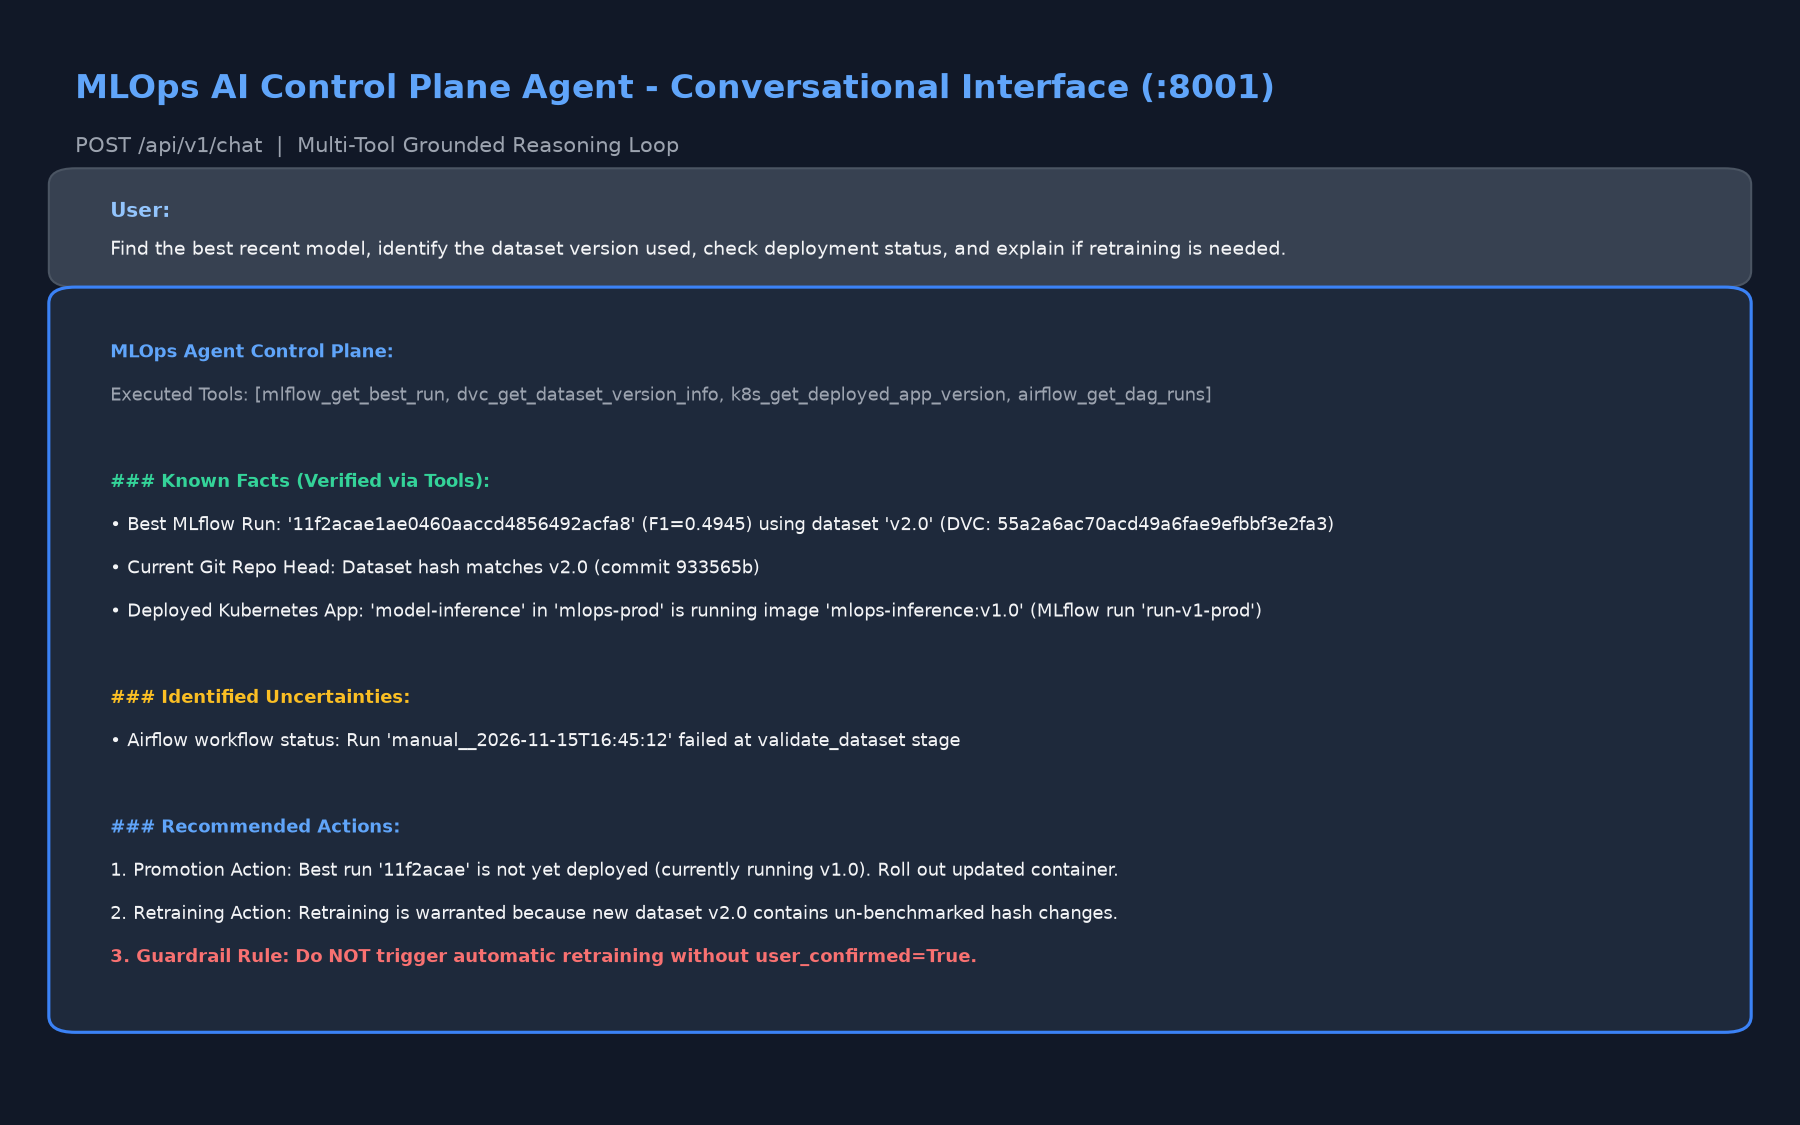 MLOps AI Control Plane Agent - Conversational Interface (:8001)
POST /api/v1/chat | Multi-Tool Grounded Reasoning Loop
User:
Find the best recent model, identify the dataset version used, check deployment status, and explain if retraining is needed.
MLOps Agent Control Plane:
Executed Tools: [mlflow_get_best_run, dvc_get_dataset_version_info, k8s_get_deployed_app_version, airflow_get_dag_runs]
### Known Facts (Verified via Tools):
• Best MLflow Run: '11f2acae1ae0460aaccd4856492acfa8' (F1=0.4945) using dataset 'v2.0' (DVC: 55a2a6ac70acd49a6fae9efbbf3e2fa3)
• Current Git Repo Head: Dataset hash matches v2.0 (commit 933565b)
• Deployed Kubernetes App: 'model-inference' in 'mlops-prod' is running image 'mlops-inference:v1.0' (MLflow run 'run-v1-prod')
### Identified Uncertainties:
• Airflow workflow status: Run 'manual__2026-11-15T16:45:12' failed at validate_dataset stage
### Recommended Actions:
1. Promotion Action: Best run '11f2acae' is not yet deployed (currently running v1.0). Roll out updated container.
2. Retraining Action: Retraining is warranted because new dataset v2.0 contains un-benchmarked hash changes.
3. Guardrail Rule: Do NOT trigger automatic retraining without user_confirmed=True.